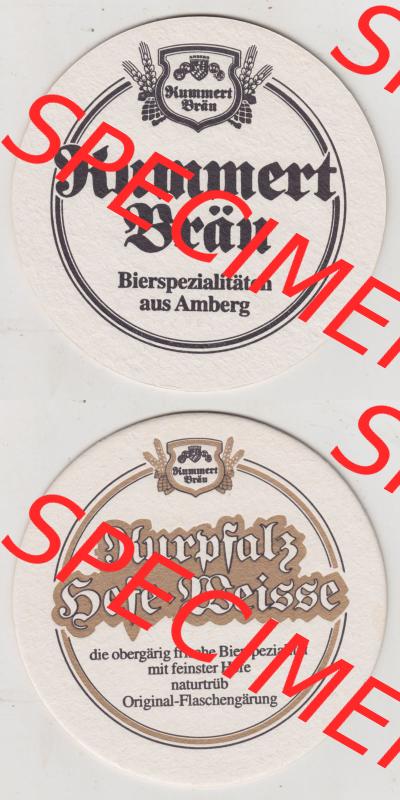 AMBERG
Kummert
Bräu
Kummert
Bräu
Bierspezialitäten
aus Amberg
SPECIMEN
Kummert
Bräu
Kurpfalz
Hefe-Weisse
die obergärig frische Bierspezialität
mit feinster Hefe
naturtrüb
Original-Flaschengärung
SPECIMEN